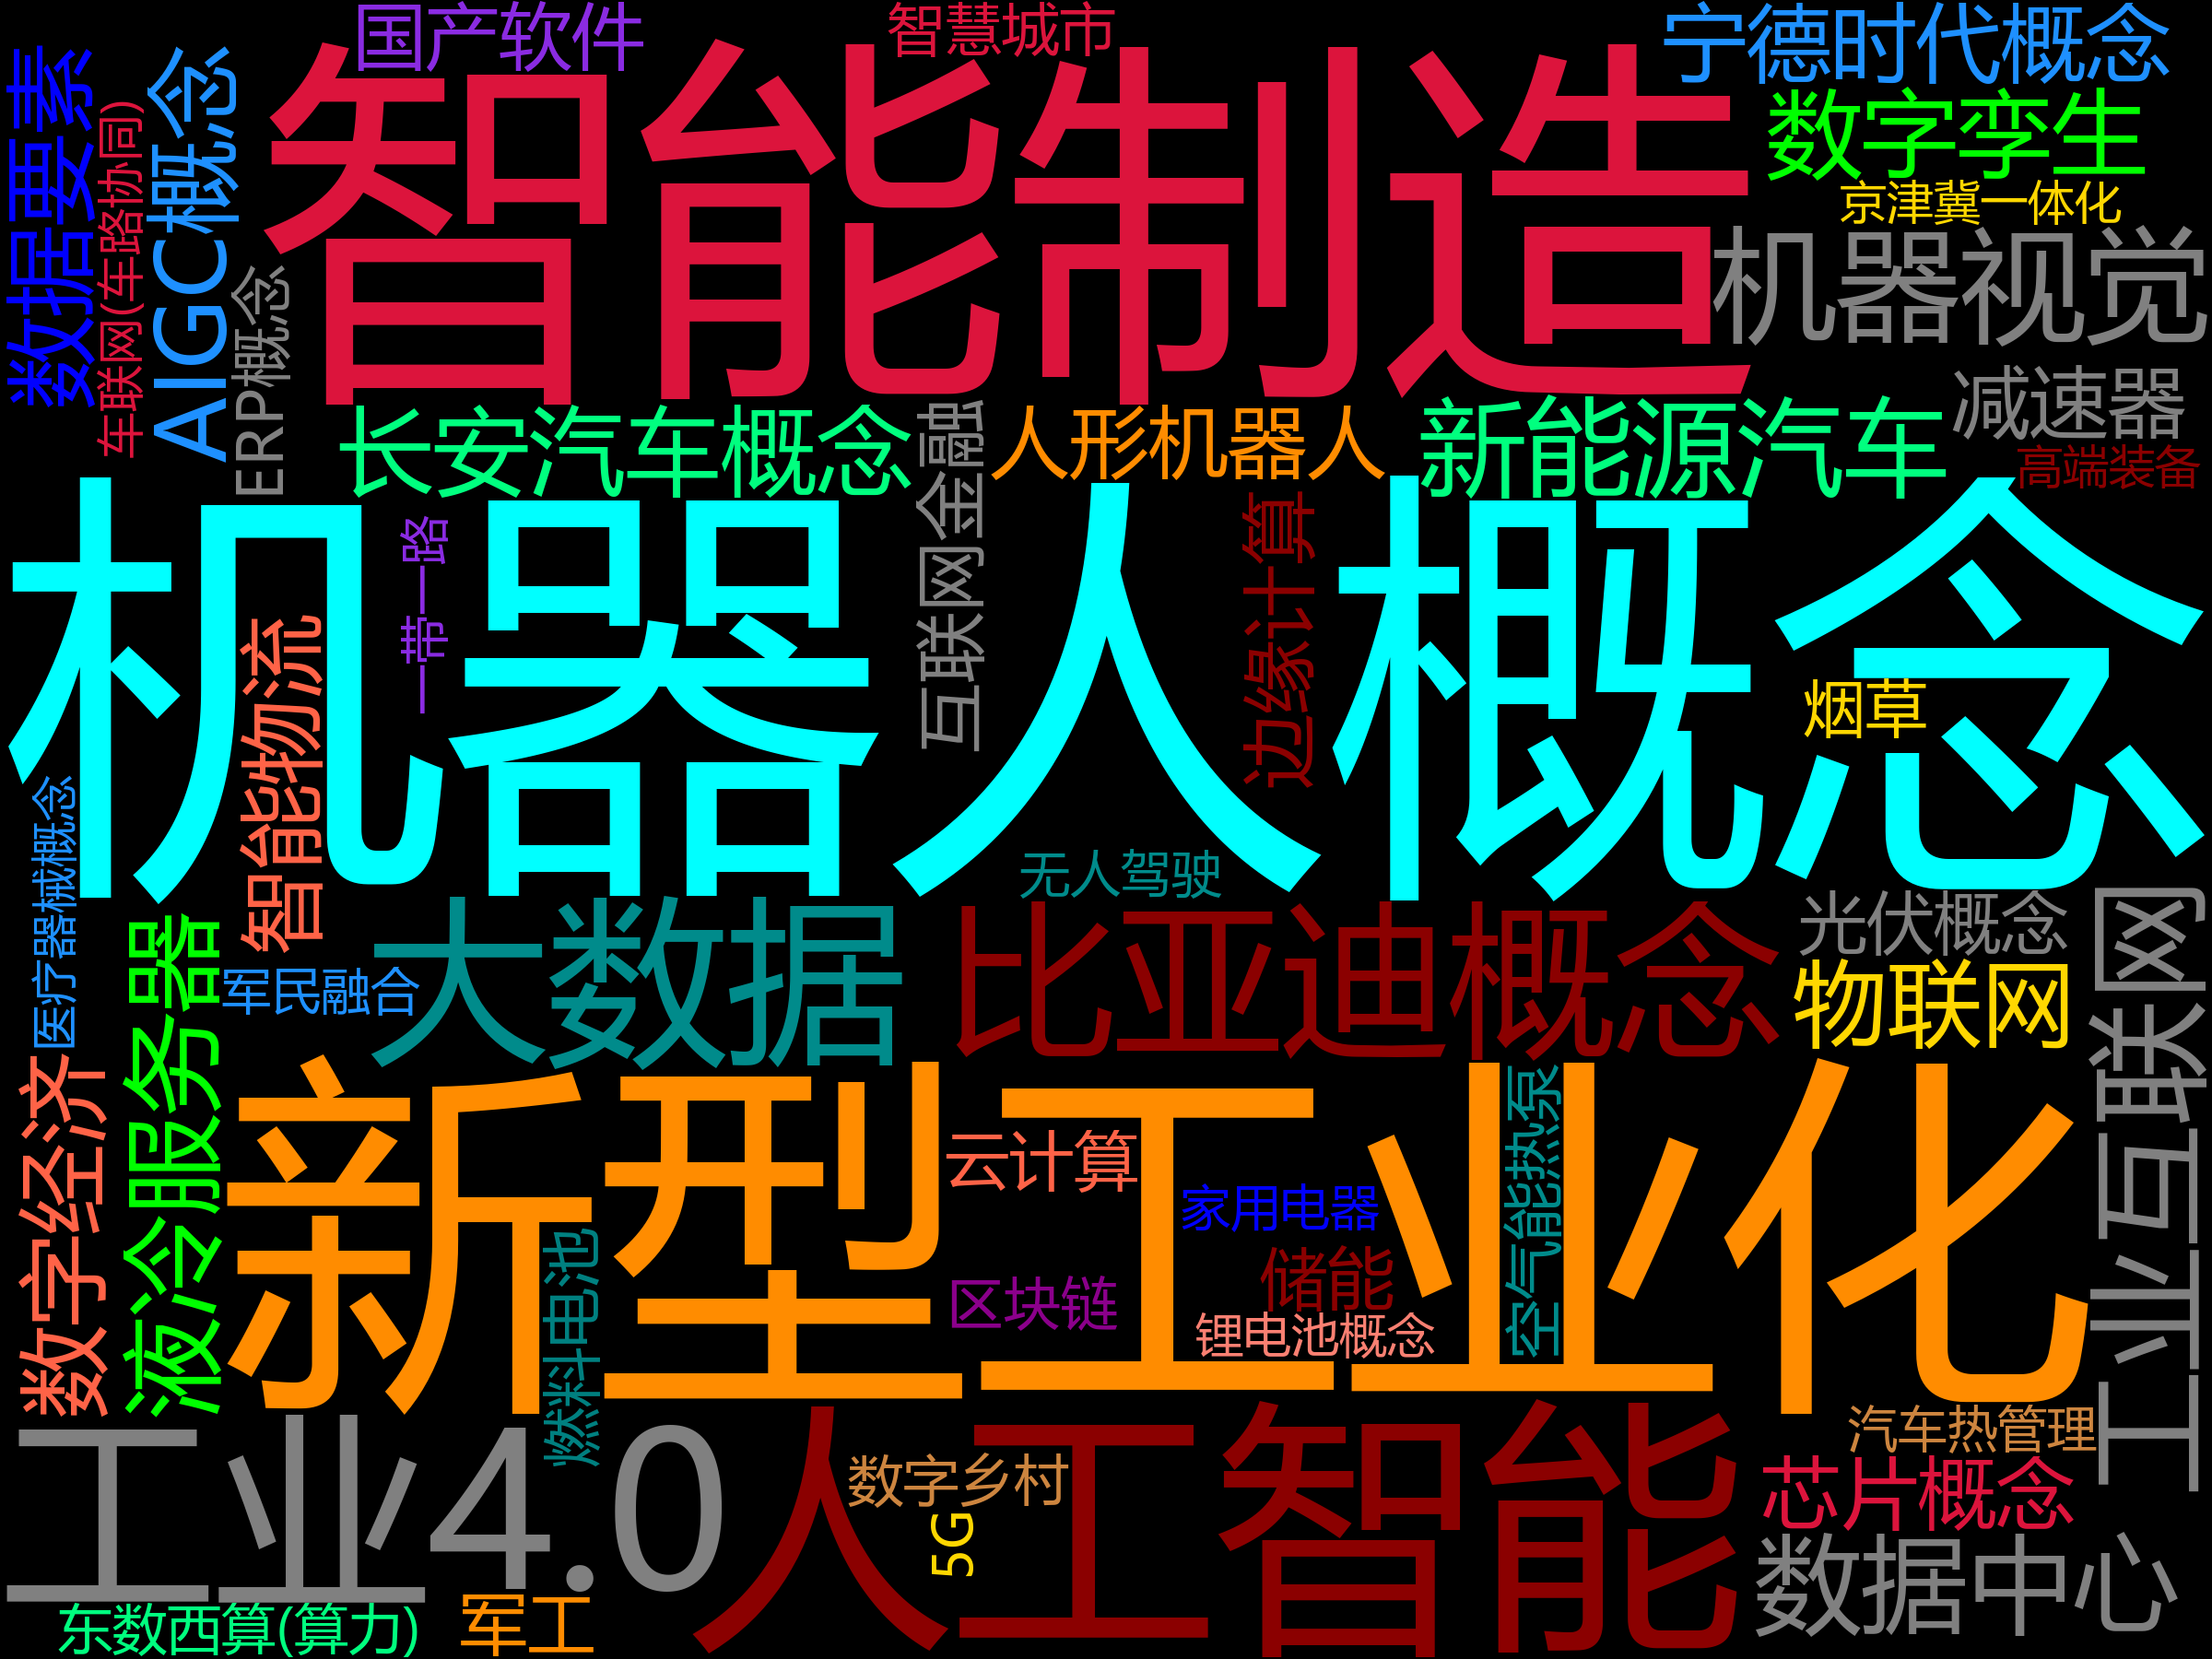 国产软件
智慧城市
宁德时代概念
数据要素
车联网(车路协同)
AIGC概念
ERP概念
智能制造
数字孪生
京津冀一体化
机器视觉
减速器
高端装备
长安汽车概念
互联网金融
人形机器人
新能源汽车
机器人概念
一带一路
边缘计算
智能物流
烟草
医疗器械概念
无人驾驶
液冷服务器
军民融合
大数据
比亚迪概念
光伏概念
物联网
工业互联网
数字经济
新型工业化
云计算
家用电器
空气能热泵
燃料电池
区块链
储能
锂电池概念
工业4.0
人工智能
数字乡村
5G
汽车热管理
芯片概念
数据中心
东数西算(算力)
军工